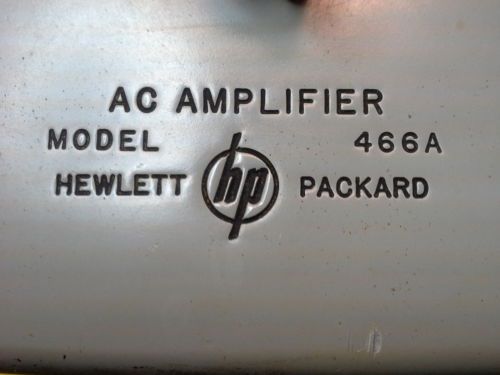 AC AMPLIFIER
MODEL 466A
HEWLETT hp PACKARD